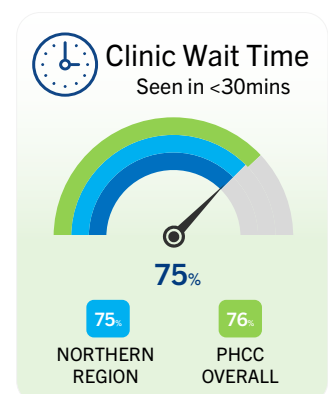 Clinic Wait Time
Seen in <30mins
75%
75%
76%
NORTHERN
REGION
PHCC
OVERALL